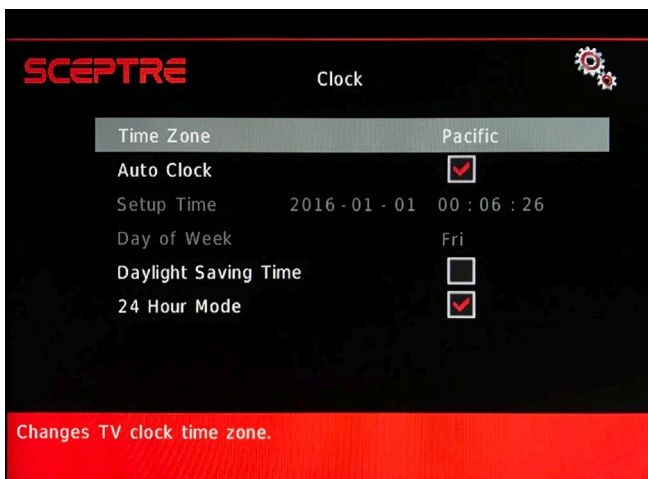 SCEPTRE
Clock
Time Zone Pacific
Auto Clock
Setup Time 2016-01-01 00:06:26
Day of Week Fri
Daylight Saving Time
24 Hour Mode
Changes TV clock time zone.